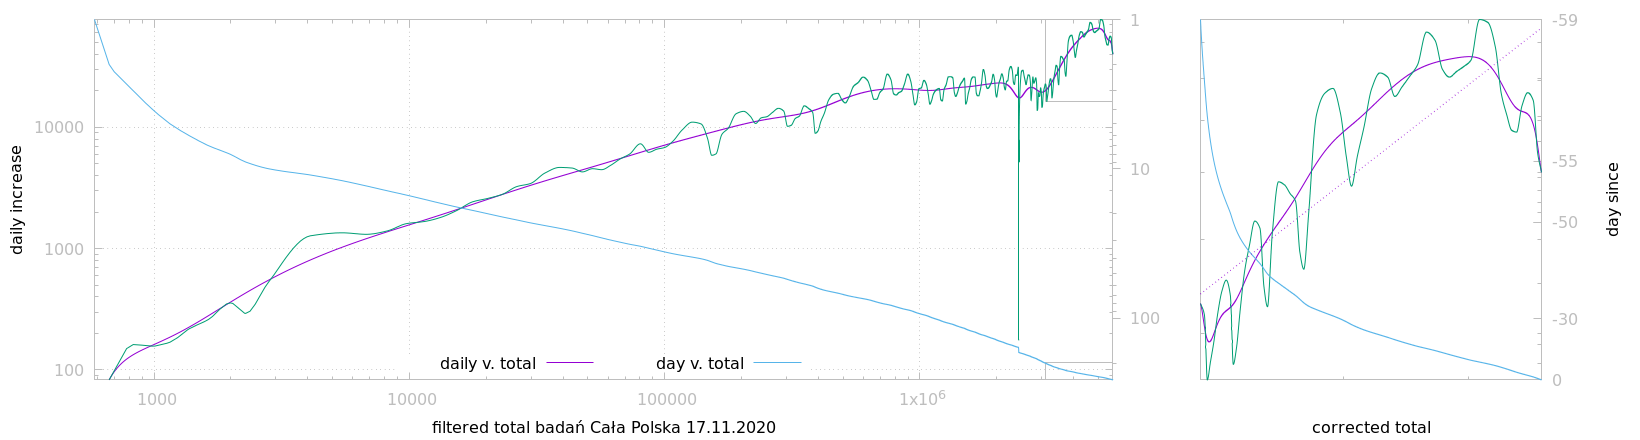 daily increase
10000
1000
100
1000
10000
100000
1x10⁶
1
10
100
daily v. total
day v. total
filtered total badań Cała Polska 17.11.2020
-59
-55
-50
-30
0
day since
corrected total